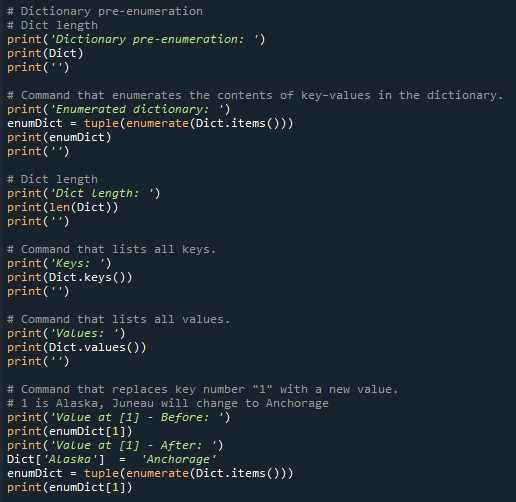 # Dictionary pre-enumeration
# Dict length
print('Dictionary pre-enumeration: ')
print(Dict)
print('')

# Command that enumerates the contents of key-values in the dictionary.
print('Enumerated dictionary: ')
enumDict = tuple(enumerate(Dict.items()))
print(enumDict)
print('')

# Dict length
print('Dict length: ')
print(len(Dict))
print('')

# Command that lists all keys.
print('Keys: ')
print(Dict.keys())
print('')

# Command that lists all values.
print('Values: ')
print(Dict.values())
print('')

# Command that replaces key number "1" with a new value.
# 1 is Alaska, Juneau will change to Anchorage
print('Value at [1] - Before: ')
print(enumDict[1])
print('Value at [1] - After: ')
Dict['Alaska']  =  'Anchorage'
enumDict = tuple(enumerate(Dict.items()))
print(enumDict[1])